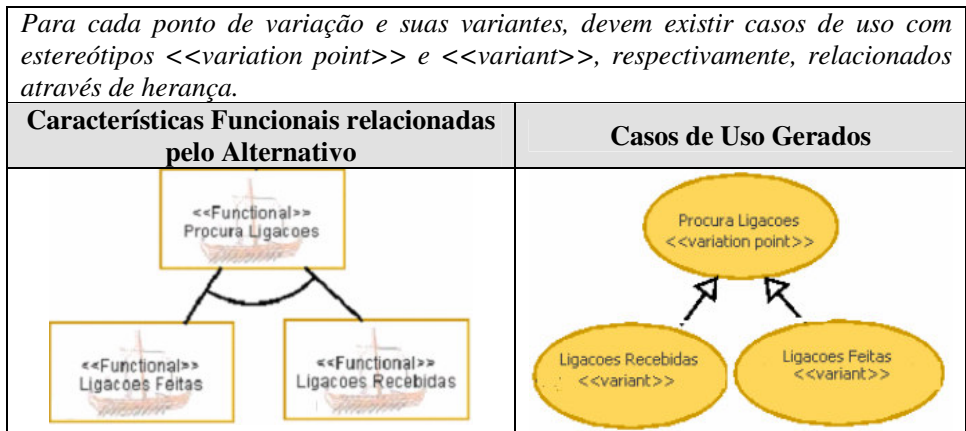 Para cada ponto de variação e suas variantes, devem existir casos de uso com
estereótipos <<variation point>> e <<variant>>, respectivamente, relacionados
através de herança.
Características Funcionais relacionadas
pelo Alternativo
Casos de Uso Gerados
<<Functional>>
Procura Ligacoes
<<Functional>>
Ligacoes Feitas
<<Functional>>
Ligacoes Recebidas
Procura Ligacoes
<<variation point>>
Ligacoes Recebidas
<<variant>>
Ligacoes Feitas
<<variant>>